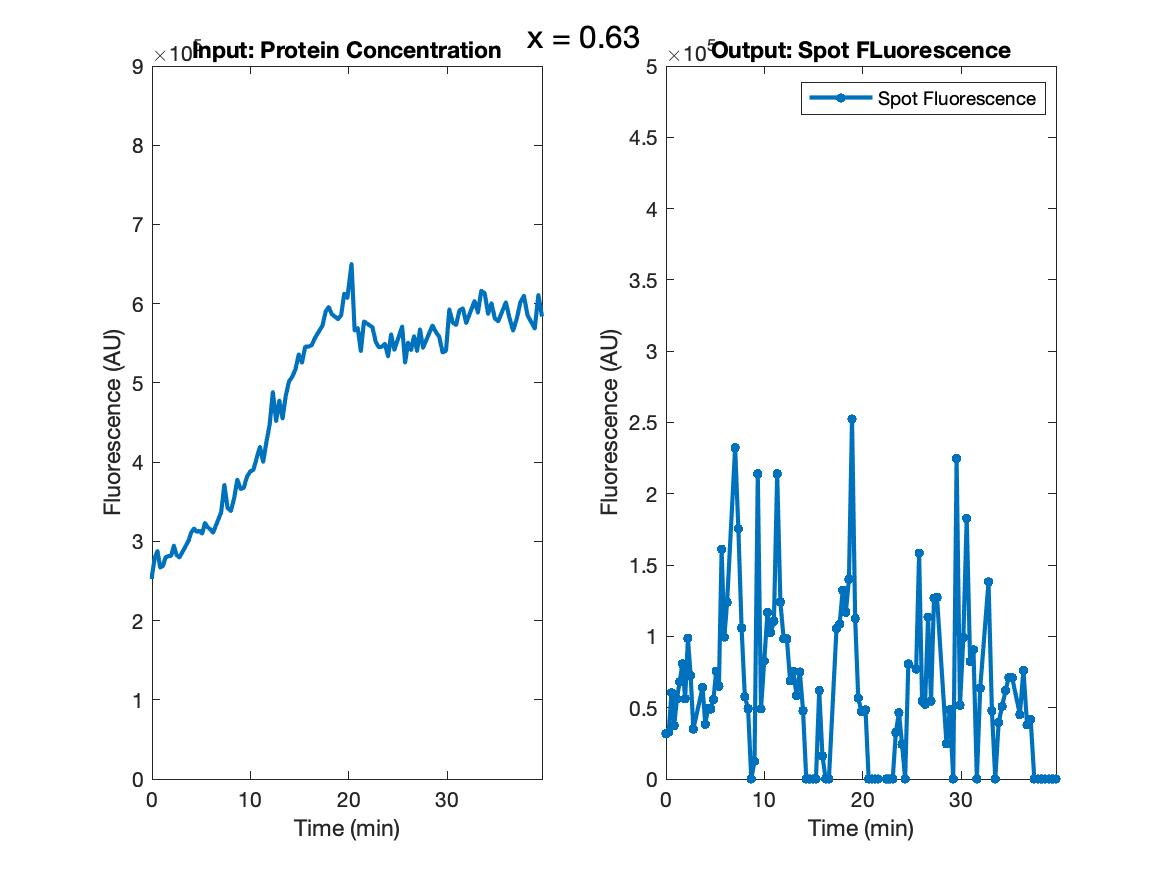 x = 0.63
×10⁵
Input: Protein Concentration
9
8
7
6
5
4
3
2
1
0
0 10 20 30
Time (min)
Fluorescence (AU)
×10⁵
Output: Spot FLuorescence
Spot Fluorescence
5
4.5
4
3.5
3
2.5
2
1.5
1
0.5
0
0 10 20 30
Time (min)
Fluorescence (AU)